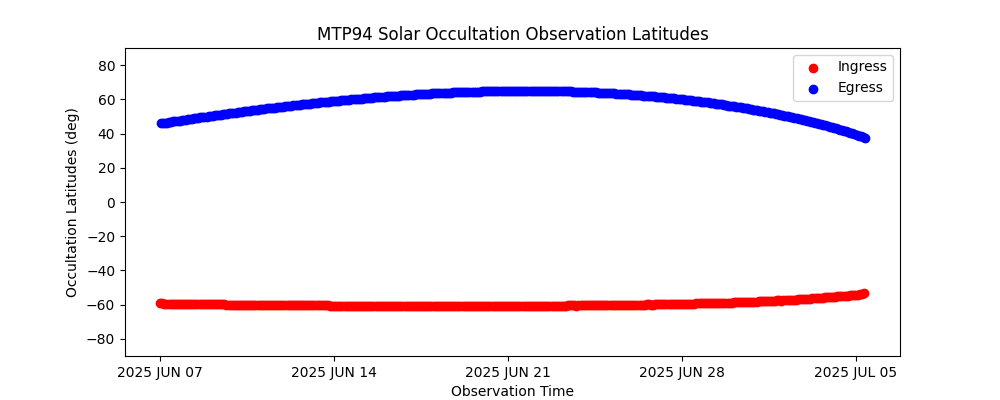 MTP94 Solar Occultation Observation Latitudes
Ingress
Egress
Occultation Latitudes (deg)
80
60
40
20
0
−20
−40
−60
−80
2025 JUN 07
2025 JUN 14
2025 JUN 21
2025 JUN 28
2025 JUL 05
Observation Time